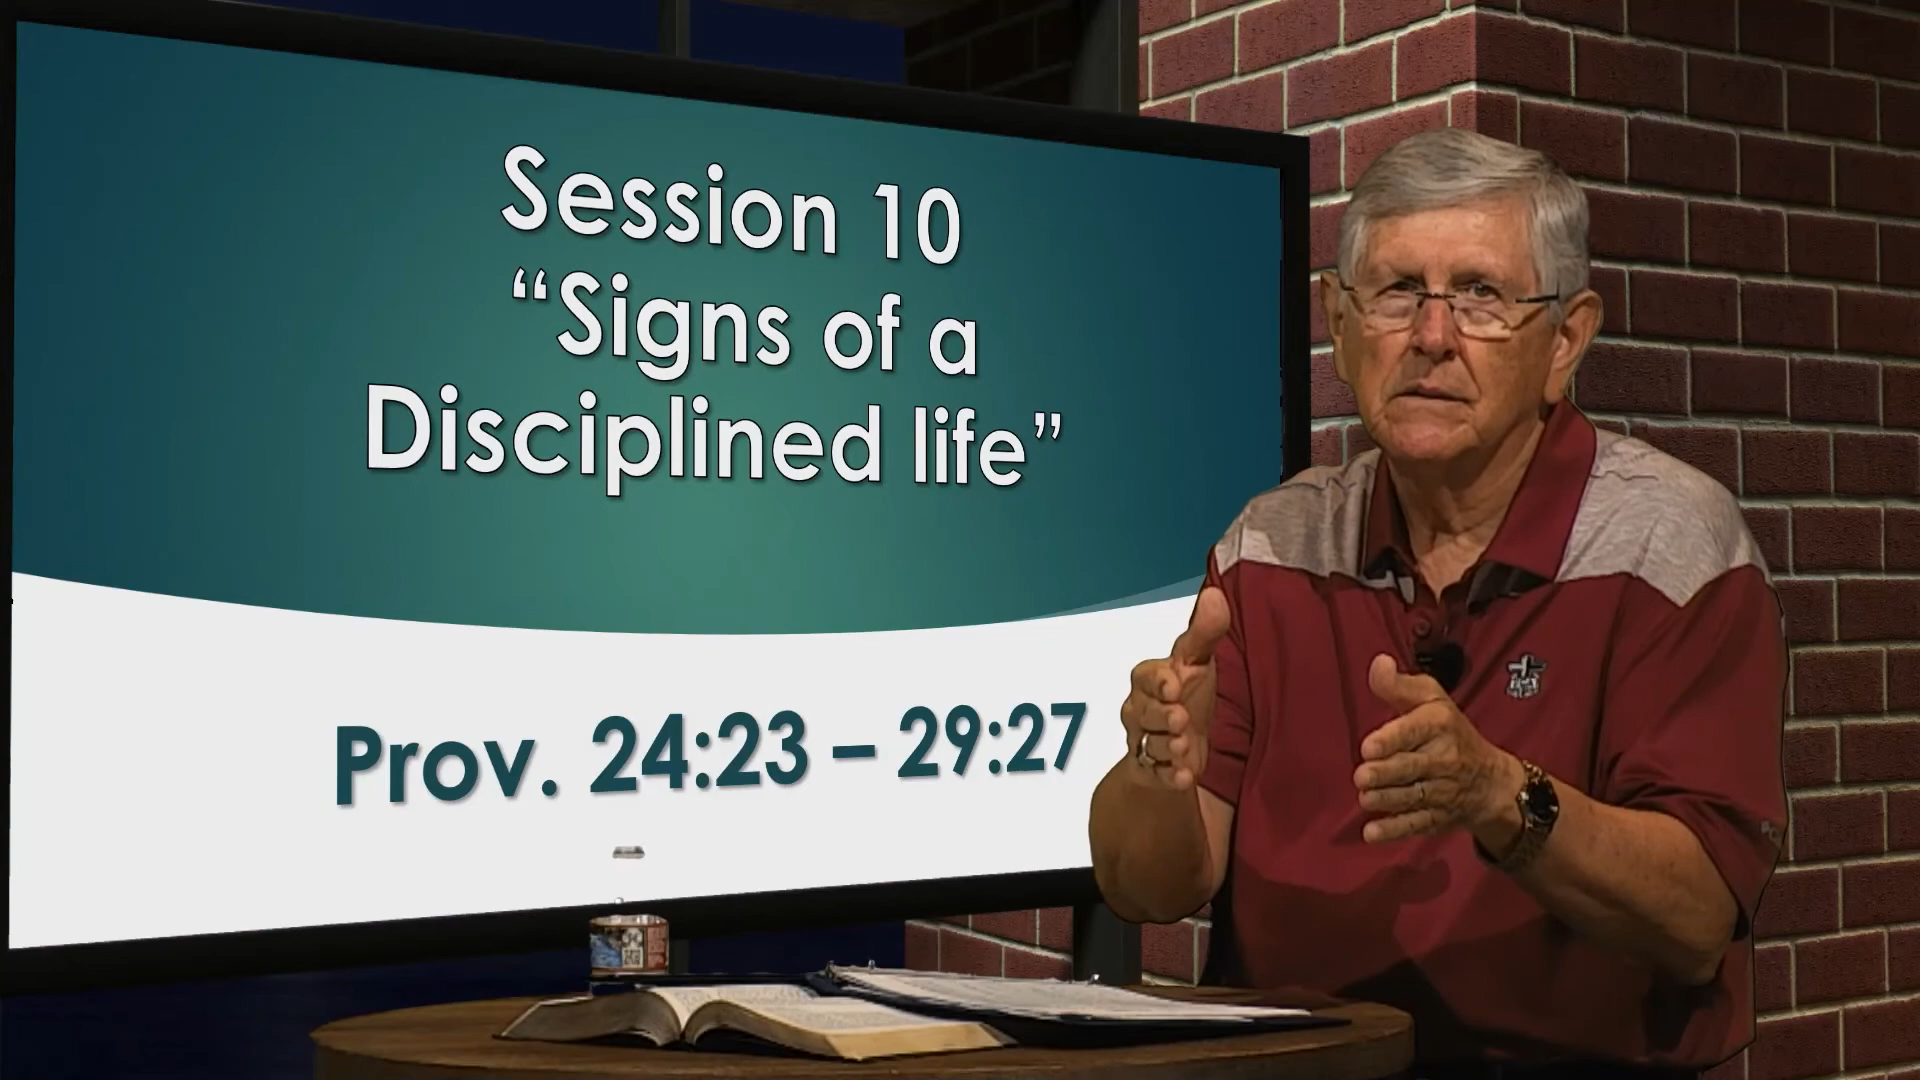 Session 10
“Signs of a
Disciplined life”
Prov. 24:23 – 29:27